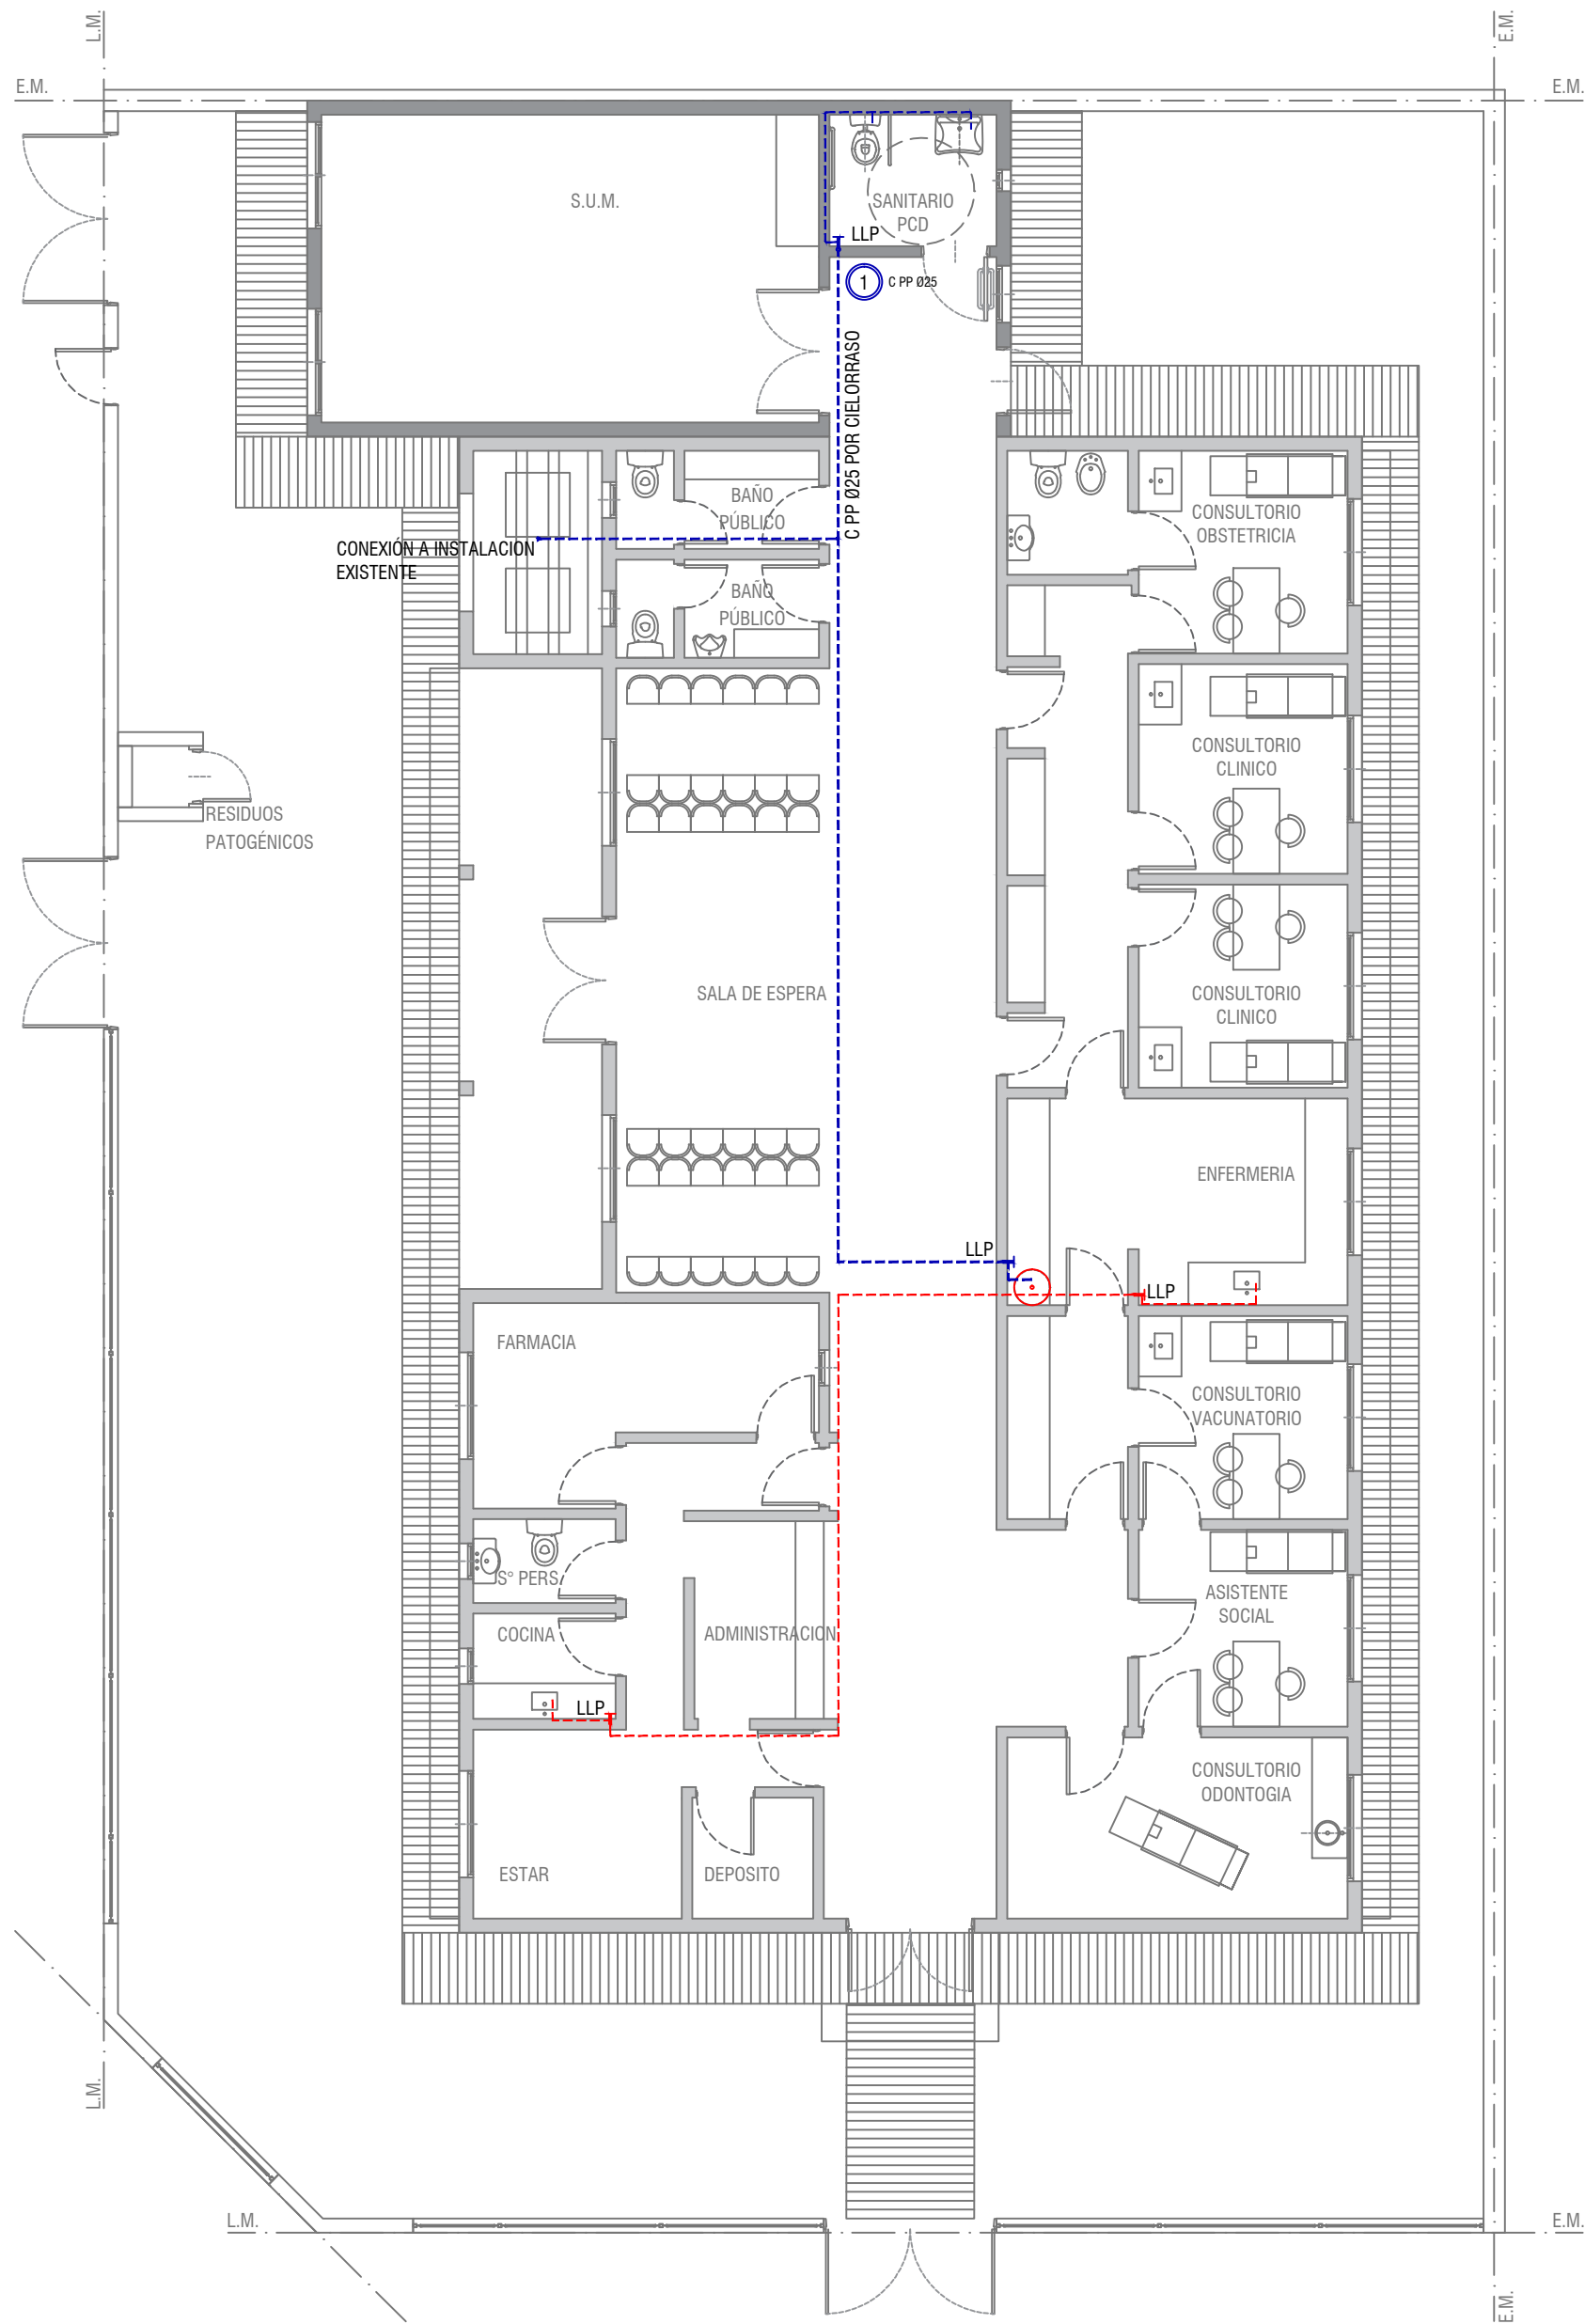 L.M.
E.M.
E.M.
E.M.
S.U.M.
SANITARIO
PCD
LLP
1
C PP Ø25
C PP Ø25 POR CIELORRASO
BAÑO
PÚBLICO
CONSULTORIO
OBSTETRICIA
CONEXIÓN A INSTALACION
EXISTENTE
BAÑO
PÚBLICO
CONSULTORIO
CLINICO
RESIDUOS
PATOGÉNICOS
SALA DE ESPERA
CONSULTORIO
CLINICO
ENFERMERIA
LLP
LLP
FARMACIA
CONSULTORIO
VACUNATORIO
S° PERS.
ASISTENTE
SOCIAL
COCINA
ADMINISTRACION
LLP
CONSULTORIO
ODONTOGIA
ESTAR
DEPOSITO
L.M.
L.M.
E.M.
E.M.